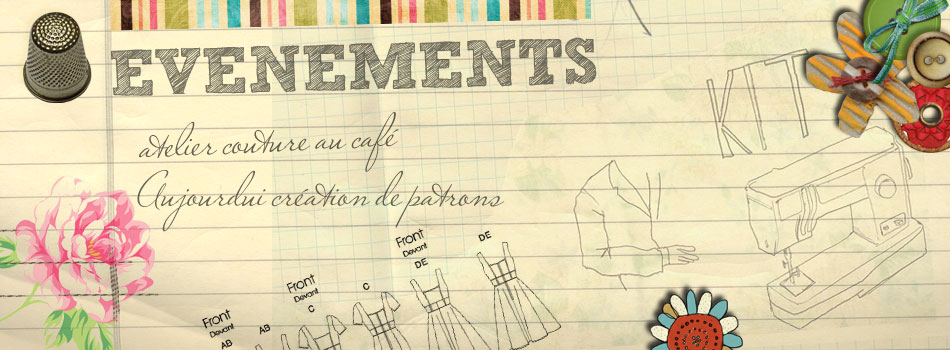 EVENEMENTS
KIT
atelier couture au café
Aujourdui création de patrons
Front
Devant
DE
DE
Front
Devant
C
C
Front
Devant
AB
AB